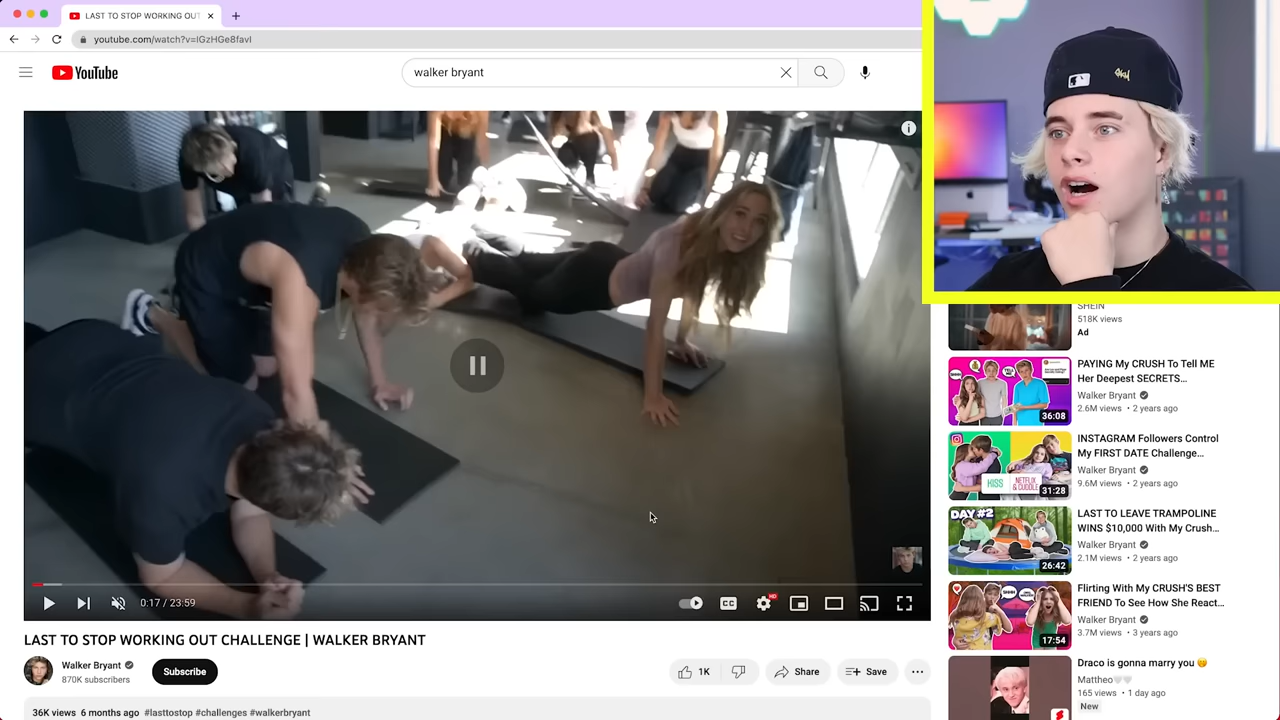 LAST TO STOP WORKING OUT
youtube.com/watch?v=IGzHGe8favI
YouTube
walker bryant
0:17 / 23:59
CC
HD
LAST TO STOP WORKING OUT CHALLENGE | WALKER BRYANT
Walker Bryant
870K subscribers
Subscribe
1K
Share
Save
36K views 6 months ago #lasttostop #challenges #walkerbryant
SHEIN
518K views
Ad
36:08
PAYING My CRUSH To Tell ME
Her Deepest SECRETS…
Walker Bryant
2.6M views • 2 years ago
KISS
NETFLIX
& CUDDLE
31:28
INSTAGRAM Followers Control
My FIRST DATE Challenge…
Walker Bryant
9.6M views • 2 years ago
DAY #2
26:42
LAST TO LEAVE TRAMPOLINE
WINS $10,000 With My Crush…
Walker Bryant
2.1M views • 2 years ago
17:54
Flirting With My CRUSH'S BEST
FRIEND To See How She React…
Walker Bryant
3.7M views • 3 years ago
Draco is gonna marry you 🤭
Mattheo🤍🤍
165 views • 1 day ago
New